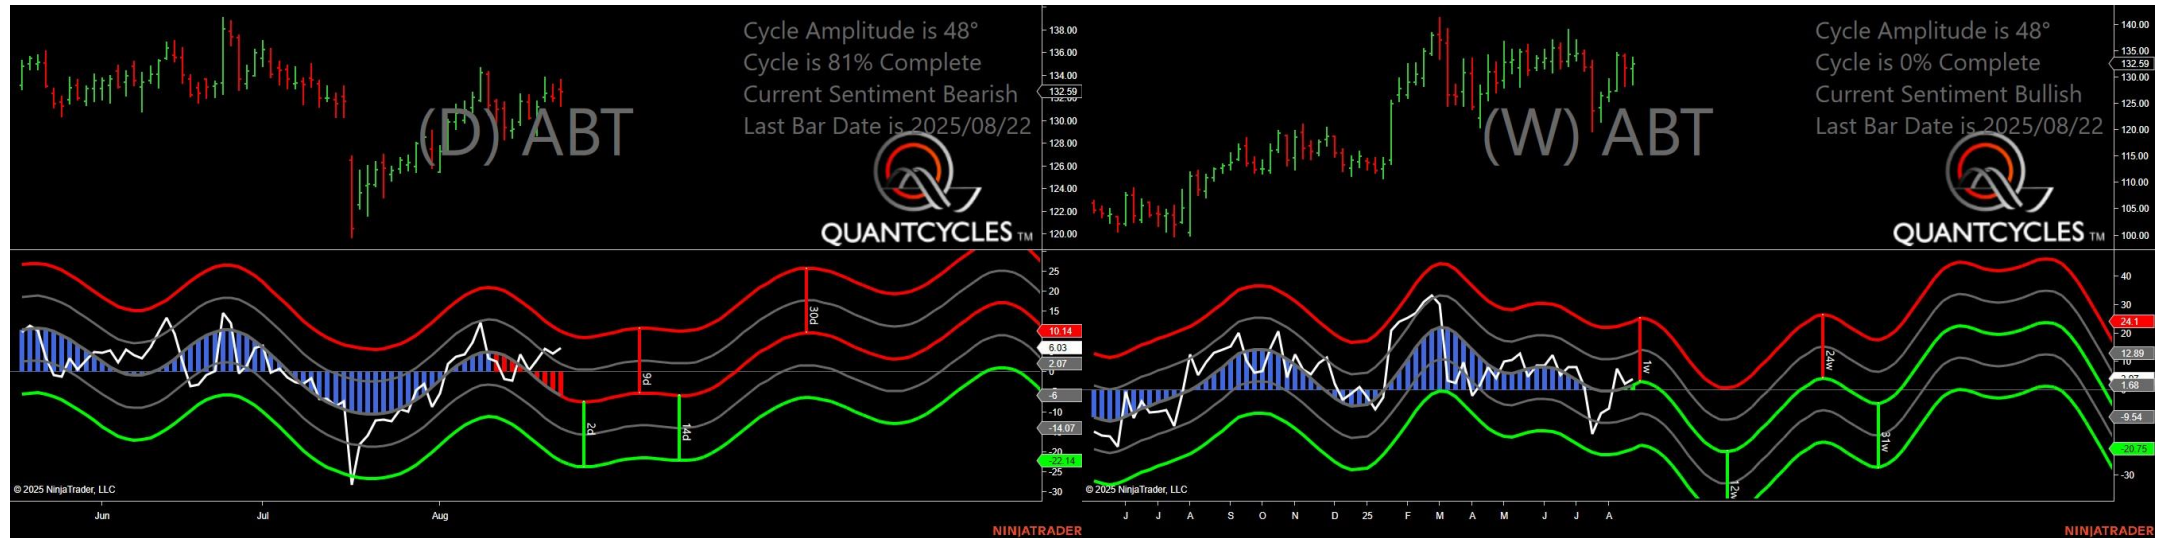 Cycle Amplitude is 48°
Cycle is 81% Complete
Current Sentiment Bearish
Last Bar Date is 2025/08/22
(D) ABT
QUANTCYCLES TM
138.00
136.00
134.00
132.59
132.00
130.00
128.00
126.00
124.00
122.00
120.00
25
20
15
10.14
6.03
2.07
0
-6
-10
-14.07
-20
-22.14
-25
-30
9d
2d
14d
30d
© 2025 NinjaTrader, LLC
Jun Jul Aug
NINJATRADER
Cycle Amplitude is 48°
Cycle is 0% Complete
Current Sentiment Bullish
Last Bar Date is 2025/08/22
(W) ABT
QUANTCYCLES TM
140.00
135.00
132.59
130.00
125.00
120.00
115.00
110.00
105.00
100.00
40
30
24.1
20
12.89
10
1.68
-9.54
-20.75
-30
1w
12w
24w
31w
© 2025 NinjaTrader, LLC
J J A S O N D 25 F M A M J J A
NINJATRADER